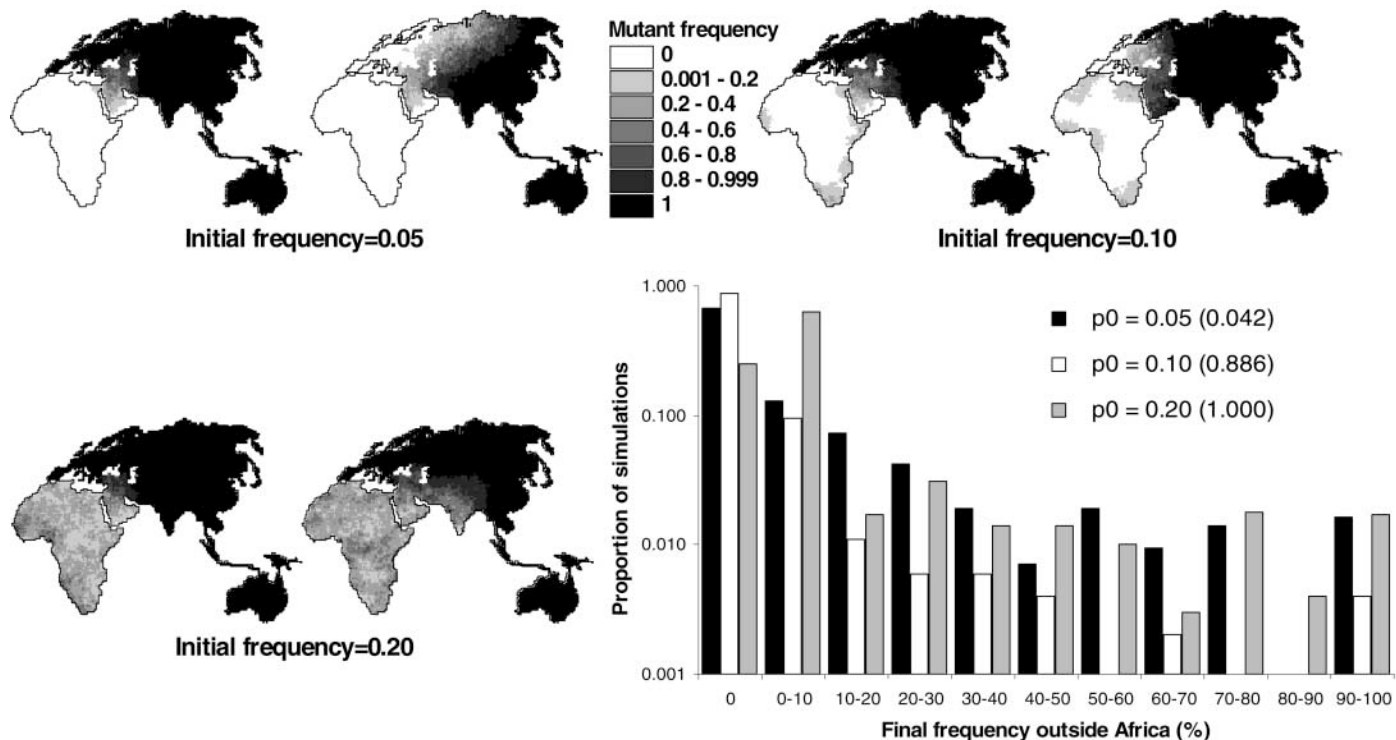 Mutant frequency
0
0.001 - 0.2
0.2 - 0.4
0.4 - 0.6
0.6 - 0.8
0.8 - 0.999
1
Initial frequency=0.05
Initial frequency=0.10
Initial frequency=0.20
Proportion of simulations
1.000
0.100
0.010
0.001
p0 = 0.05 (0.042)
p0 = 0.10 (0.886)
p0 = 0.20 (1.000)
0 0-10 10-20 20-30 30-40 40-50 50-60 60-70 70-80 80-90 90-100
Final frequency outside Africa (%)